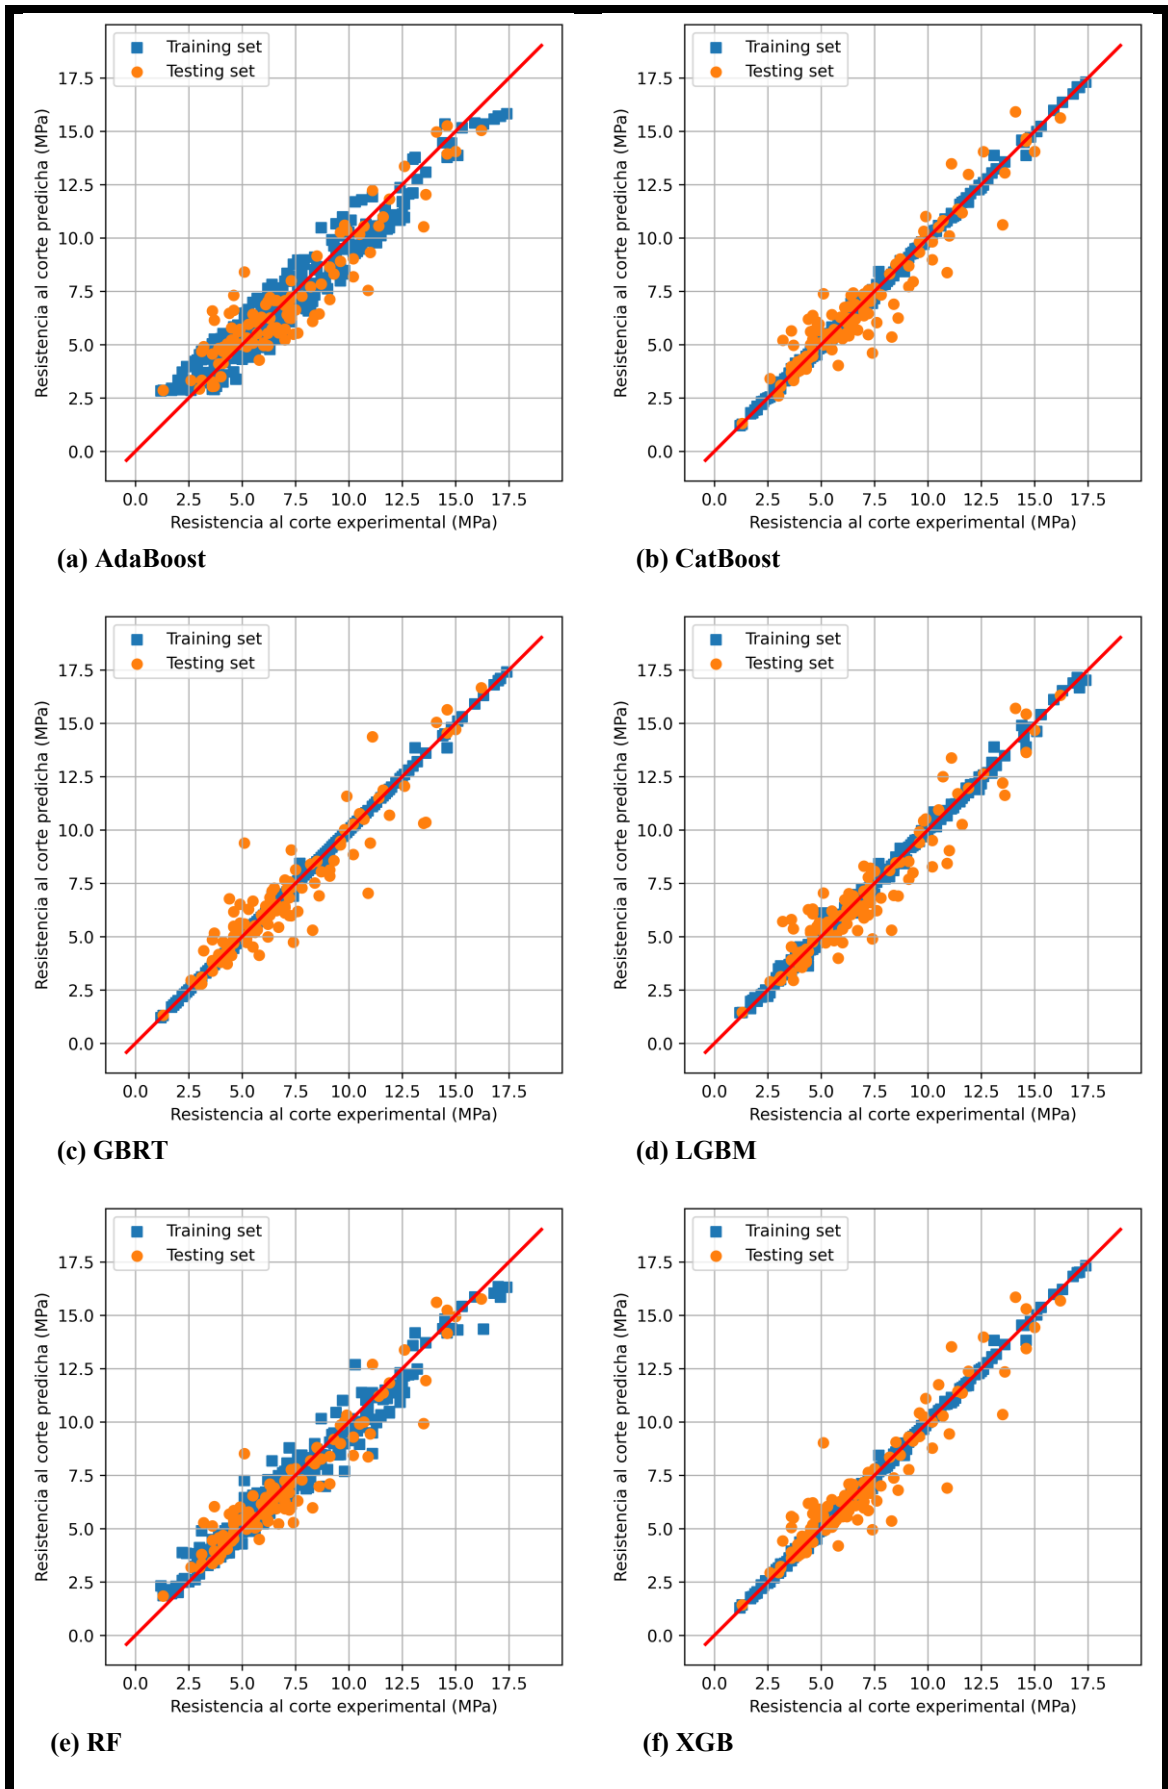 Training set
Testing set
17.5
15.0
12.5
10.0
7.5
5.0
2.5
0.0
0.0 2.5 5.0 7.5 10.0 12.5 15.0 17.5
Resistencia al corte predicha (MPa)
Resistencia al corte experimental (MPa)
(a) AdaBoost
Training set
Testing set
17.5
15.0
12.5
10.0
7.5
5.0
2.5
0.0
0.0 2.5 5.0 7.5 10.0 12.5 15.0 17.5
Resistencia al corte predicha (MPa)
Resistencia al corte experimental (MPa)
(b) CatBoost
Training set
Testing set
17.5
15.0
12.5
10.0
7.5
5.0
2.5
0.0
0.0 2.5 5.0 7.5 10.0 12.5 15.0 17.5
Resistencia al corte predicha (MPa)
Resistencia al corte experimental (MPa)
(c) GBRT
Training set
Testing set
17.5
15.0
12.5
10.0
7.5
5.0
2.5
0.0
0.0 2.5 5.0 7.5 10.0 12.5 15.0 17.5
Resistencia al corte predicha (MPa)
Resistencia al corte experimental (MPa)
(d) LGBM
Training set
Testing set
17.5
15.0
12.5
10.0
7.5
5.0
2.5
0.0
0.0 2.5 5.0 7.5 10.0 12.5 15.0 17.5
Resistencia al corte predicha (MPa)
Resistencia al corte experimental (MPa)
(e) RF
Training set
Testing set
17.5
15.0
12.5
10.0
7.5
5.0
2.5
0.0
0.0 2.5 5.0 7.5 10.0 12.5 15.0 17.5
Resistencia al corte predicha (MPa)
Resistencia al corte experimental (MPa)
(f) XGB